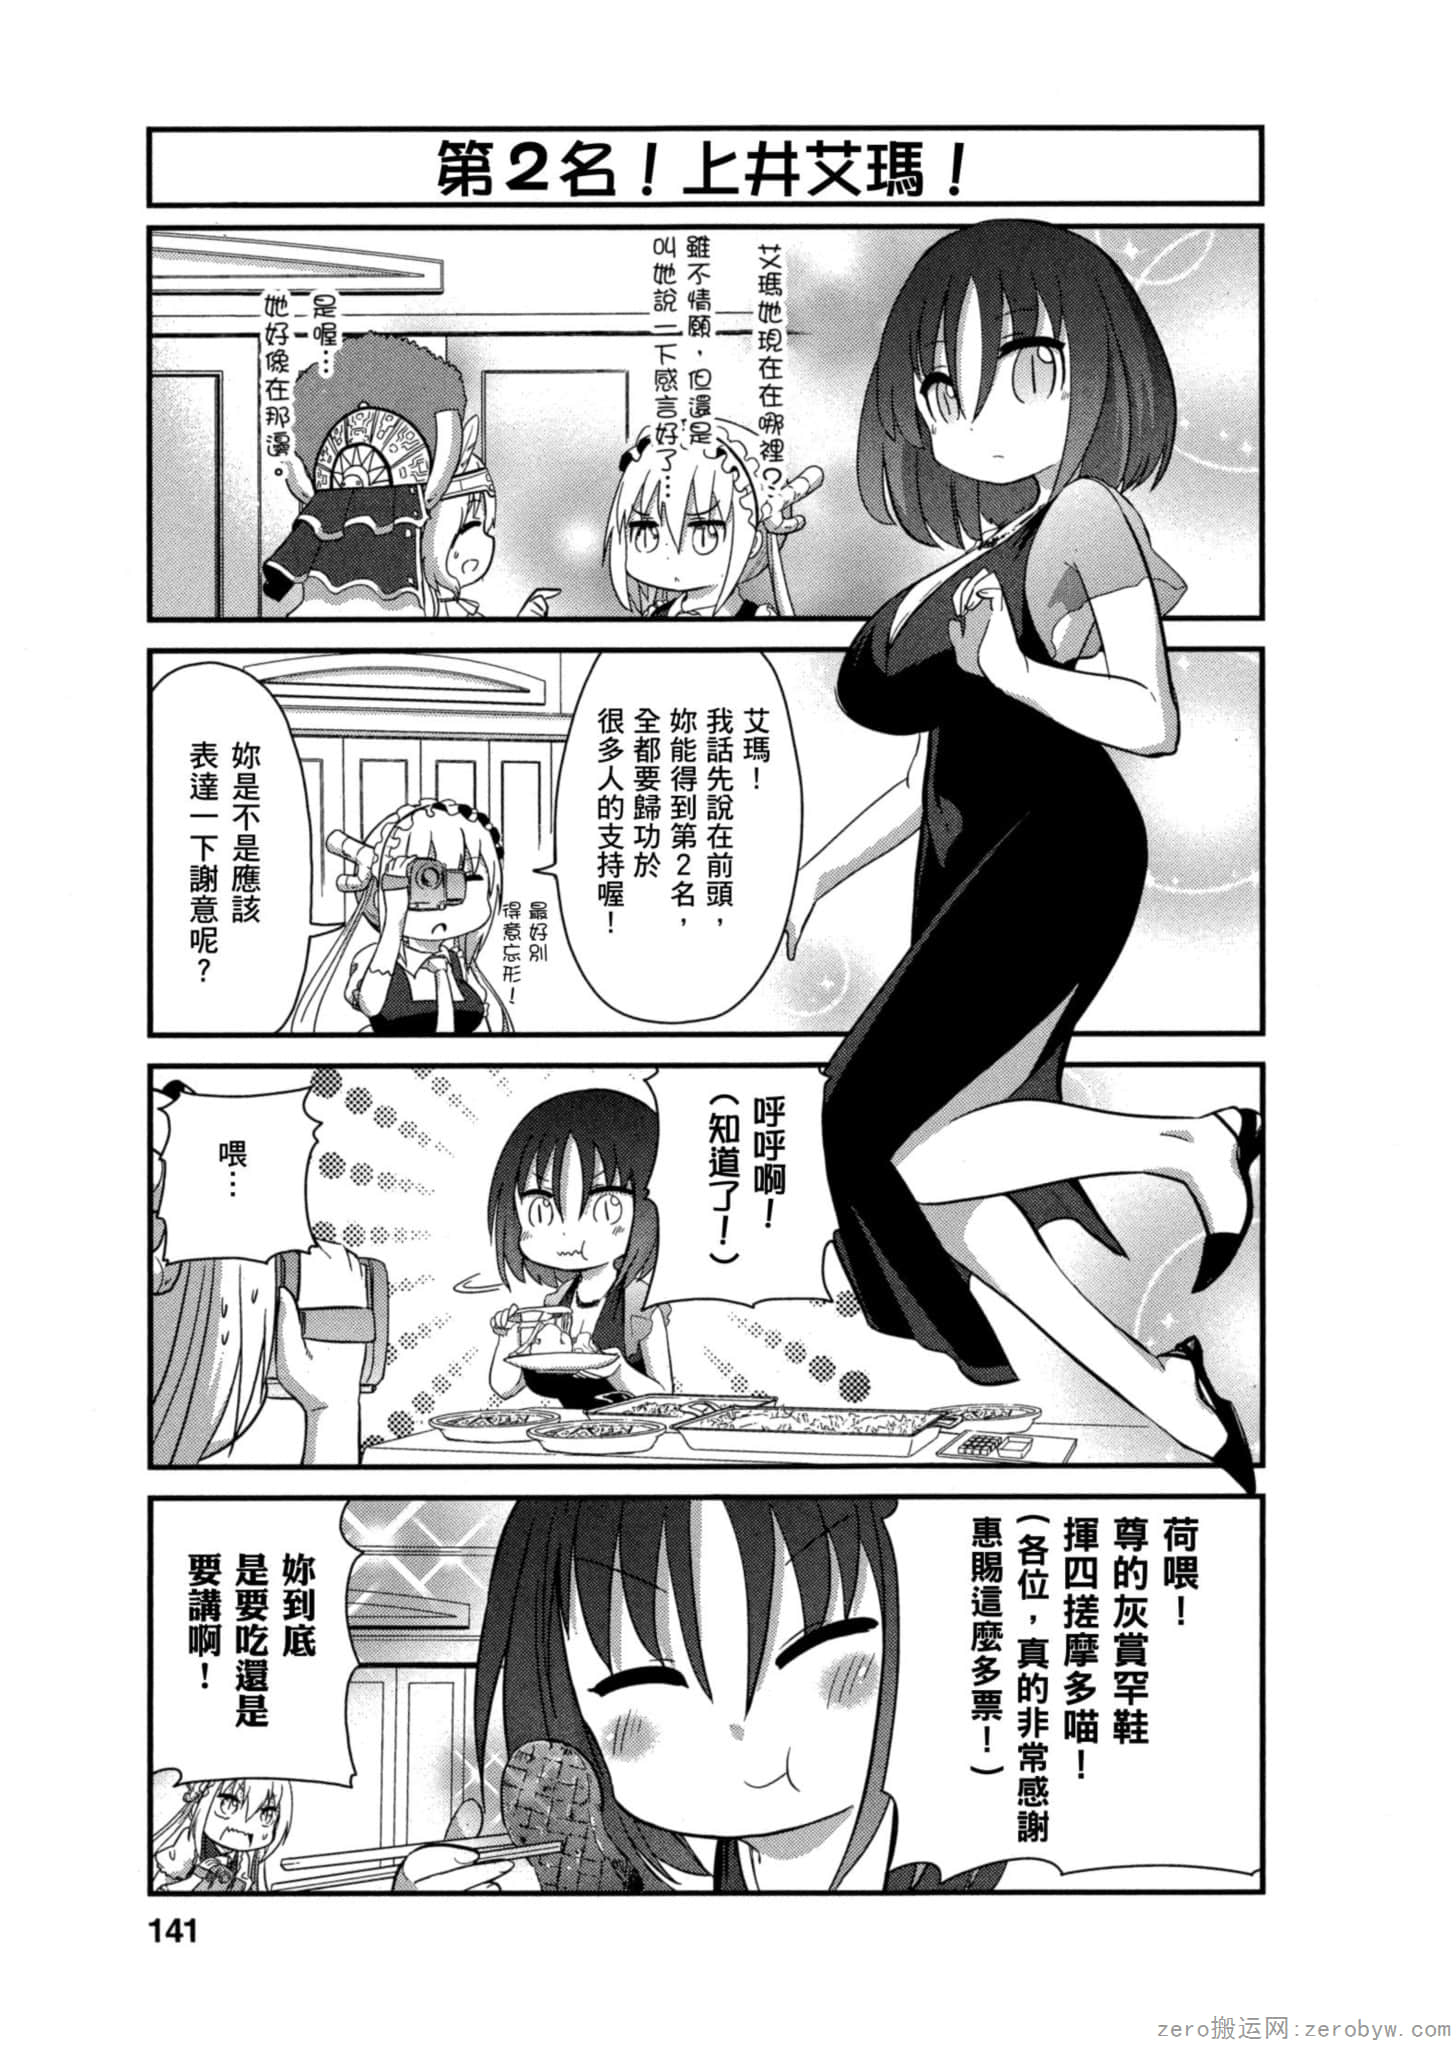 第2名！上井艾瑪！
艾瑪她現在在哪裡？
雖不情願，但還是
叫她說一下感言好了…
是喔…
她好像在那邊。
艾瑪！
我話先說在前頭，
妳能得到第2名，
全都要歸功於
很多人的支持喔！
最好別
得意忘形！
妳是不是應該
表達一下謝意呢？
呼呼啊！
（知道了！）
喂…
荷喂！
尊的灰賞罕鞋
揮四搓摩多喵！
（各位，真的非常感謝
惠賜這麼多票！）
妳到底
是要吃還是
要講啊！
141
zero搬运网:zerobyw.com